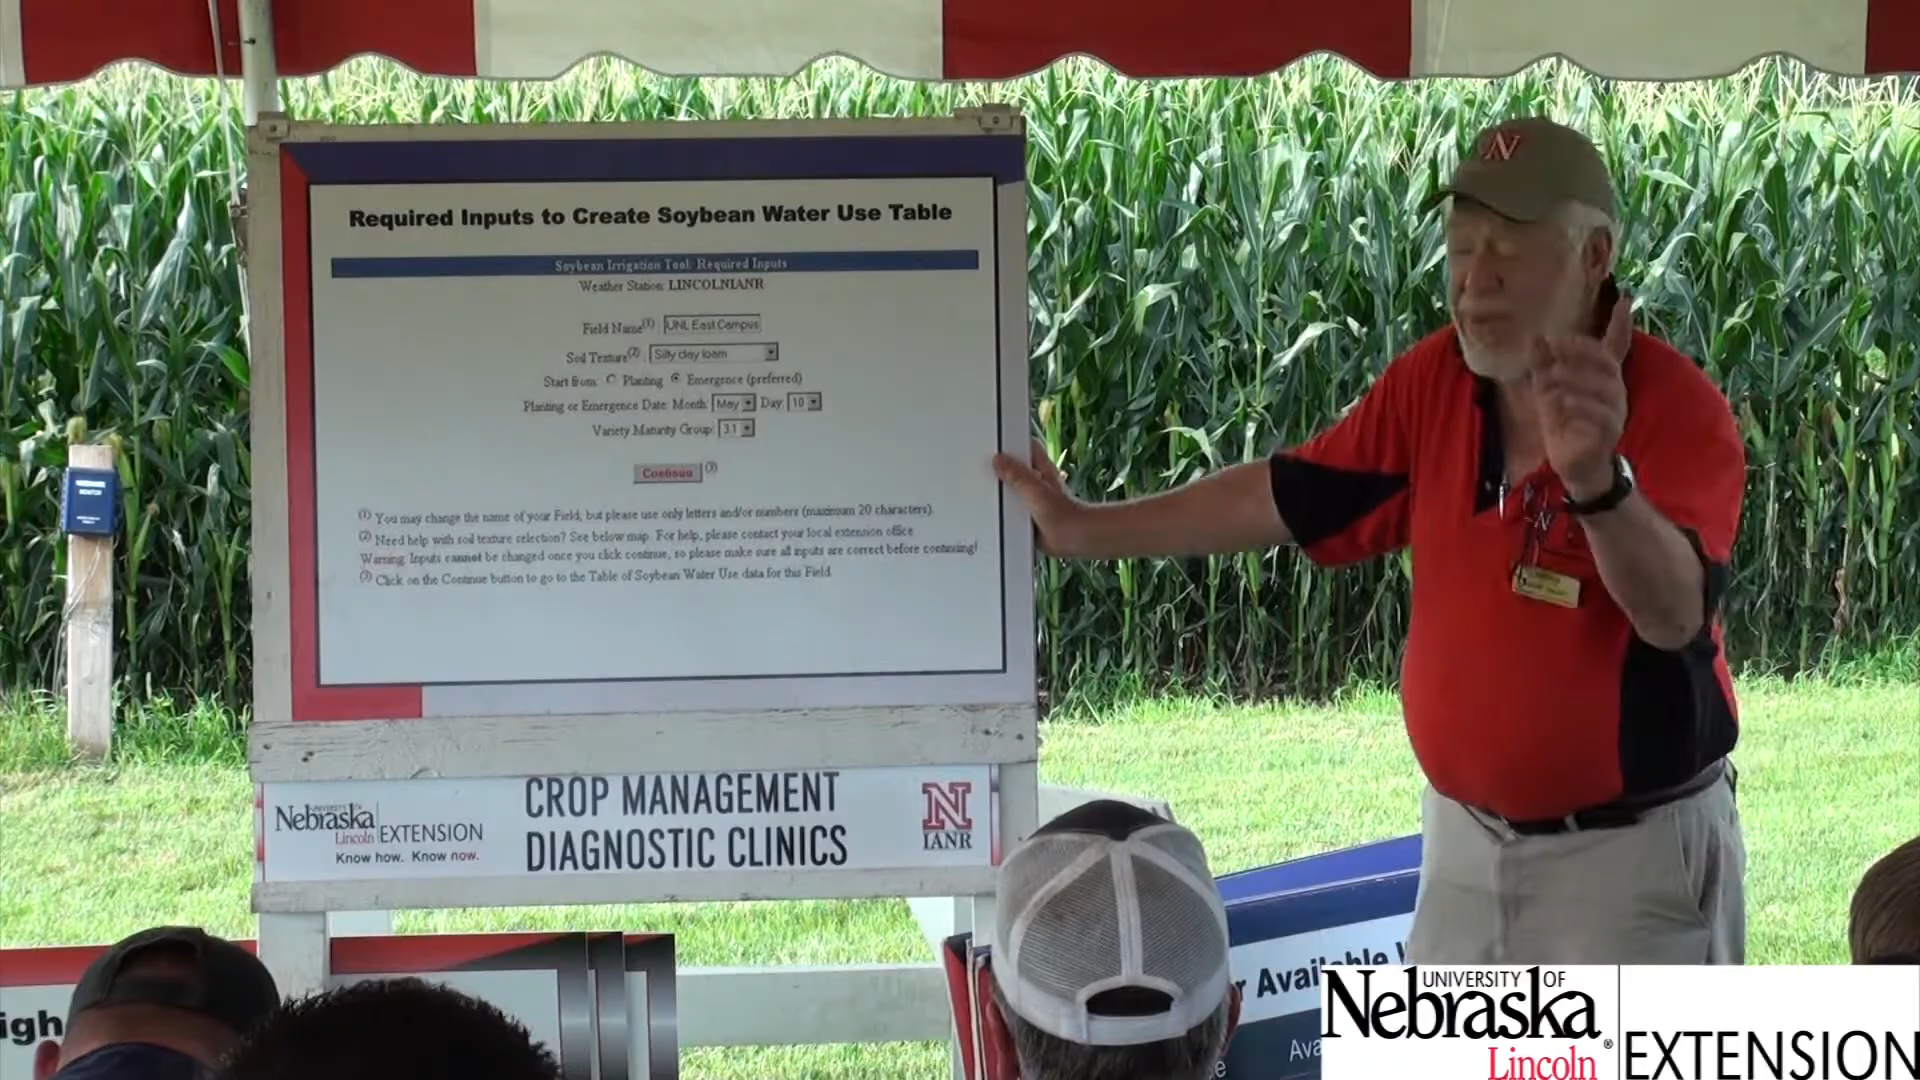 N
Required Inputs to Create Soybean Water Use Table
Soybean Irrigation Tool: Required Inputs
Weather Station: LINCOLNIANR
Field Name(1) UNL East Campus
Soil Texture(2) Silty clay loam
Start from: Planting Emergence (preferred)
Planting or Emergence Date: Month: May Day: 10
Variety Maturity Group: 3.1
Continue (3)
(1) You may change the name of your Field, but please use only letters and/or numbers (maximum 20 characters).
(2) Need help with soil texture selection? See below map. For help, please contact your local extension office
Warning: Inputs cannot be changed once you click continue, so please make sure all inputs are correct before continuing!
(3) Click on the Continue button to go to the Table of Soybean Water Use data for this Field.
UNIVERSITY OF
Nebraska
Lincoln EXTENSION
Know how. Know now.
CROP MANAGEMENT
DIAGNOSTIC CLINICS
N
IANR
Available
UNIVERSITY OF
Nebraska
Lincoln® EXTENSION